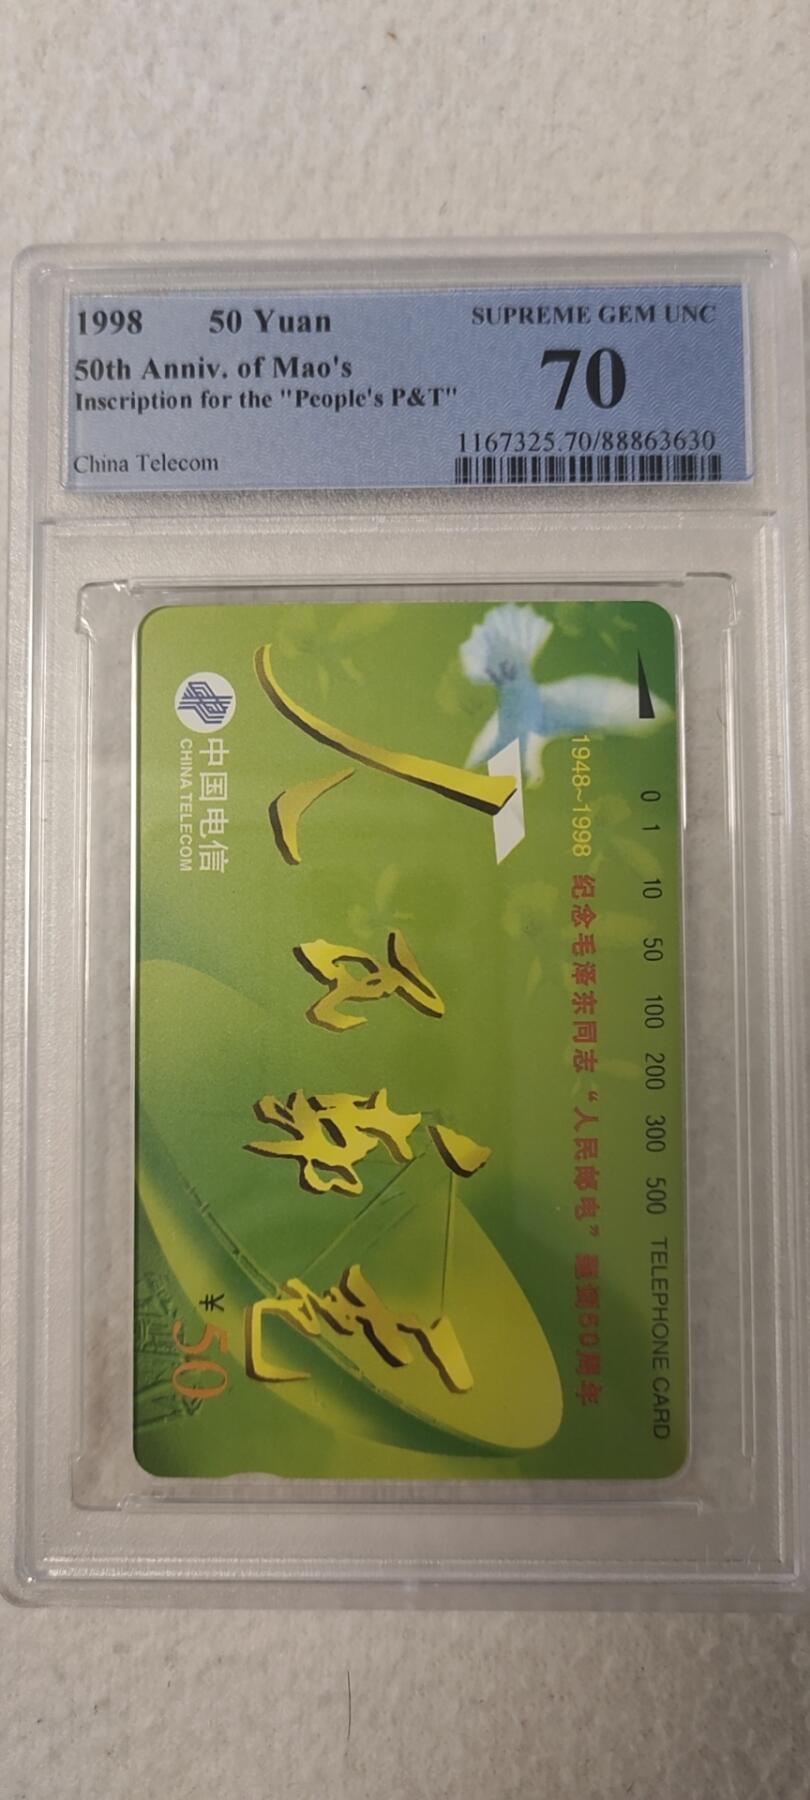 1998 50 Yuan
50th Anniv. of Mao's
Inscription for the "People's P&T"
China Telecom
SUPREME GEM UNC
70
1167325.70/88863630
0 1 10 50 100 200 300 500 TELEPHONE CARD
1948~1998 纪念毛泽东同志“人民邮电”题词50周年
人民邮电
中国电信
CHINA TELECOM
¥50